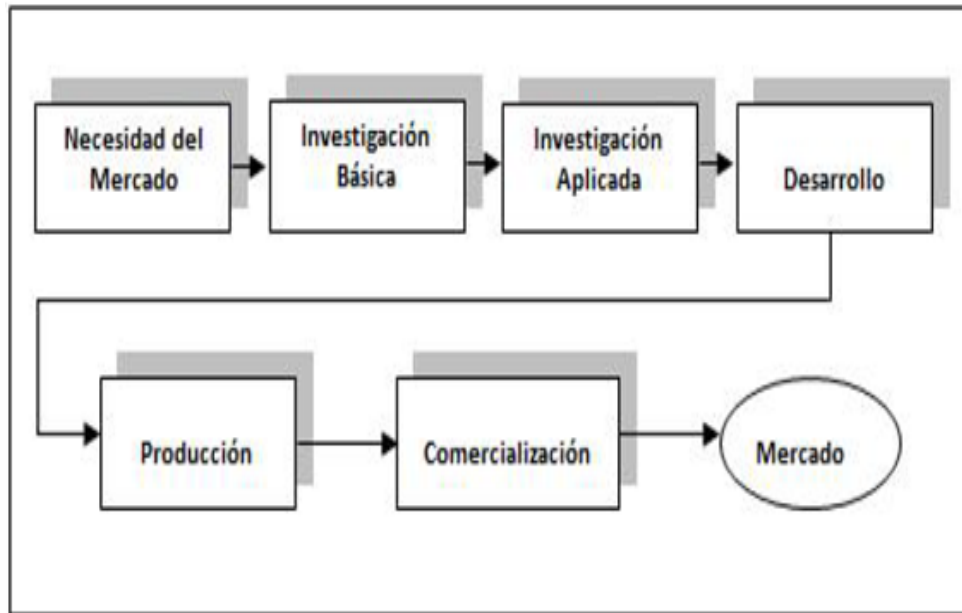 Necesidad del
Mercado
Investigación
Básica
Investigación
Aplicada
Desarrollo
Producción
Comercialización
Mercado